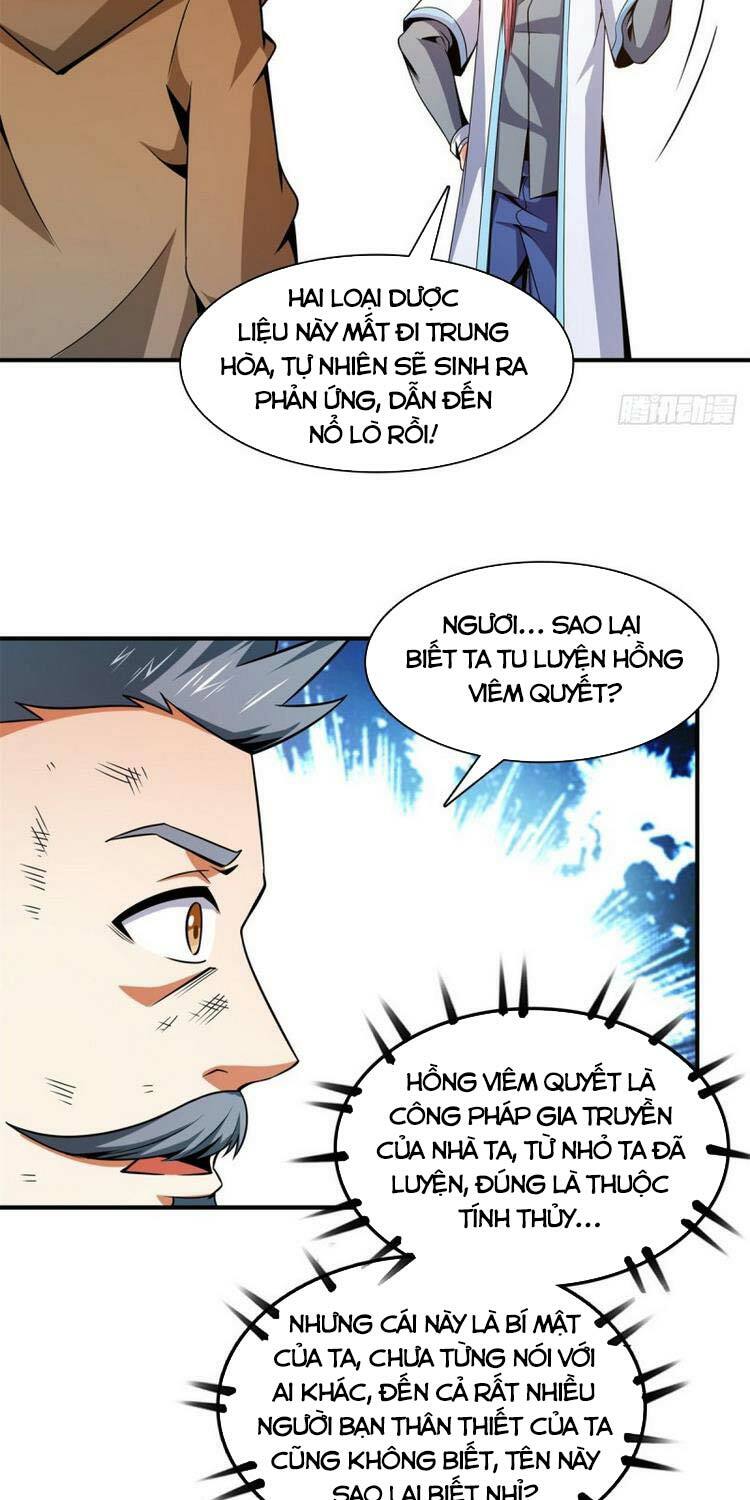 HAI LOẠI DƯỢC
LIỆU NÀY MẤT ĐI TRUNG
HÒA, TỰ NHIÊN SẼ SINH RA
PHẢN ỨNG, DẪN ĐẾN
NỔ LÒ RỒI!
腾讯动漫
NGƯƠI... SAO LẠI
BIẾT TA TU LUYỆN HỒNG
VIÊM QUYẾT?
HỒNG VIÊM QUYẾT LÀ
CÔNG PHÁP GIA TRUYỀN
CỦA NHÀ TA, TỪ NHỎ TA ĐÃ
LUYỆN, ĐÚNG LÀ THUỘC
TÍNH THỦY...
NHƯNG CÁI NÀY LÀ BÍ MẬT
CỦA TA, CHƯA TỪNG NÓI VỚI
AI KHÁC, ĐẾN CẢ RẤT NHIỀU
NGƯỜI BẠN THÂN THIẾT CỦA TA
CŨNG KHÔNG BIẾT, TÊN NÀY
SAO LẠI BIẾT NHỈ?